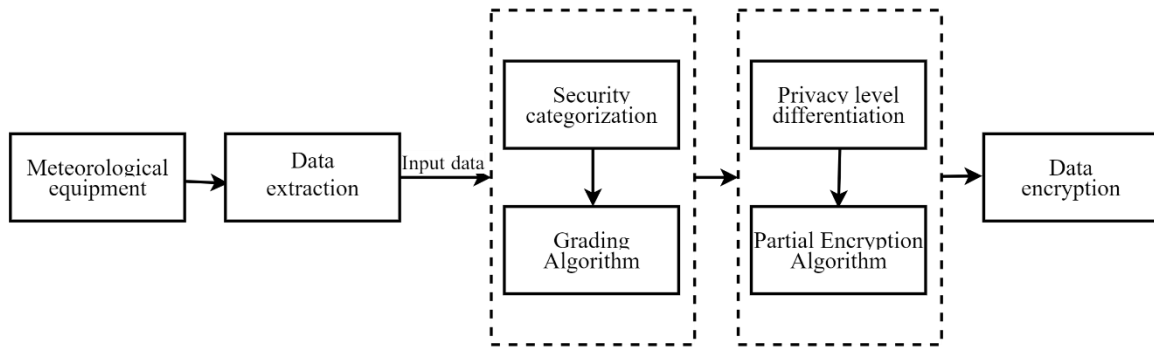 Meteorological
equipment
Data
extraction
Input data
Security
categorization
Grading
Algorithm
Privacy level
differentiation
Partial Encryption
Algorithm
Data
encryption